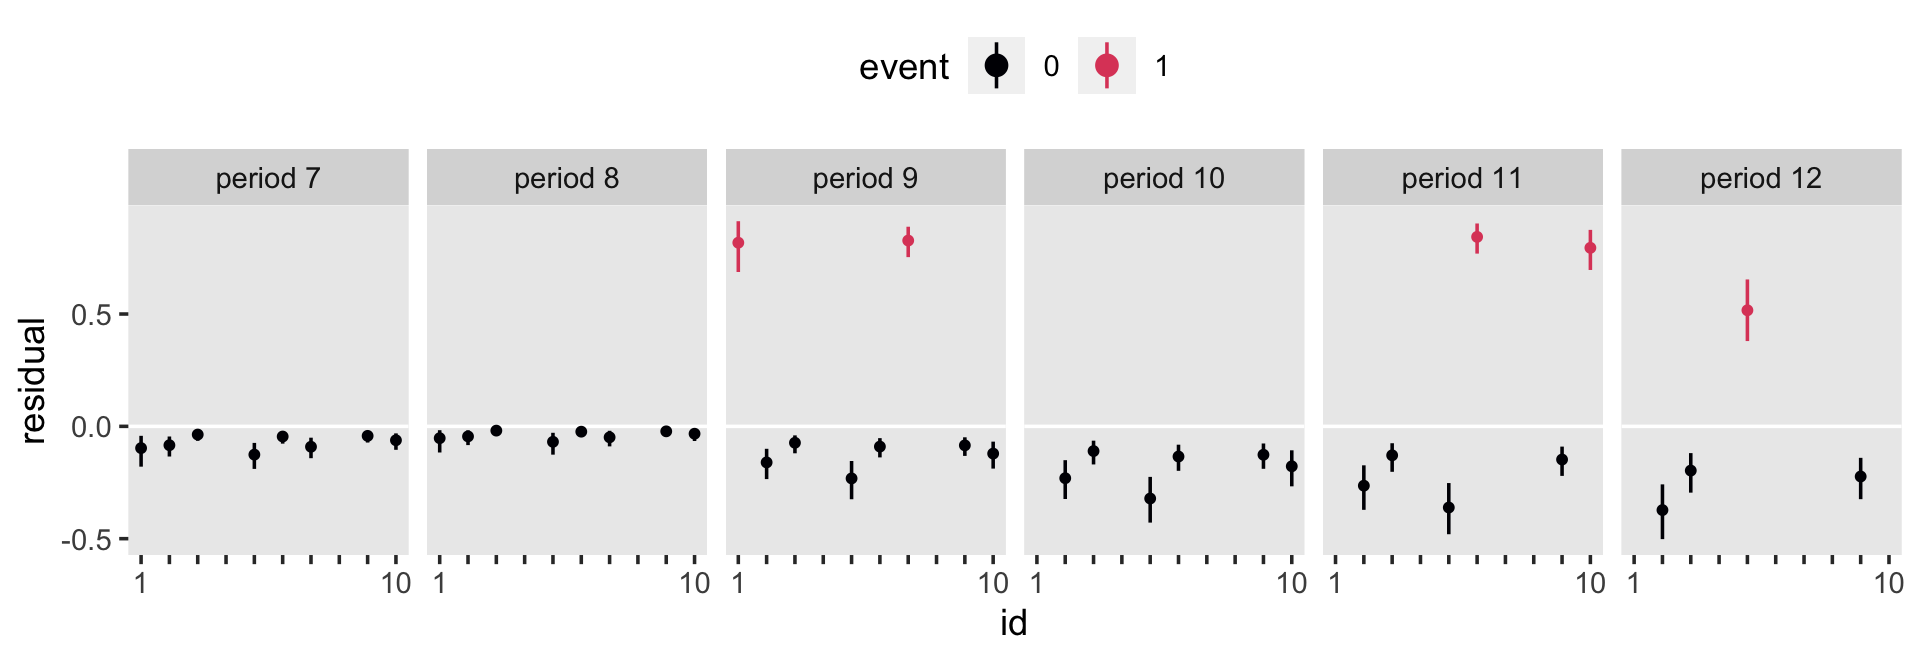 event 0 1
period 7 period 8 period 9 period 10 period 11 period 12
residual
0.5
0.0
-0.5
1 10 1 10 1 10 1 10 1 10 1 10
id